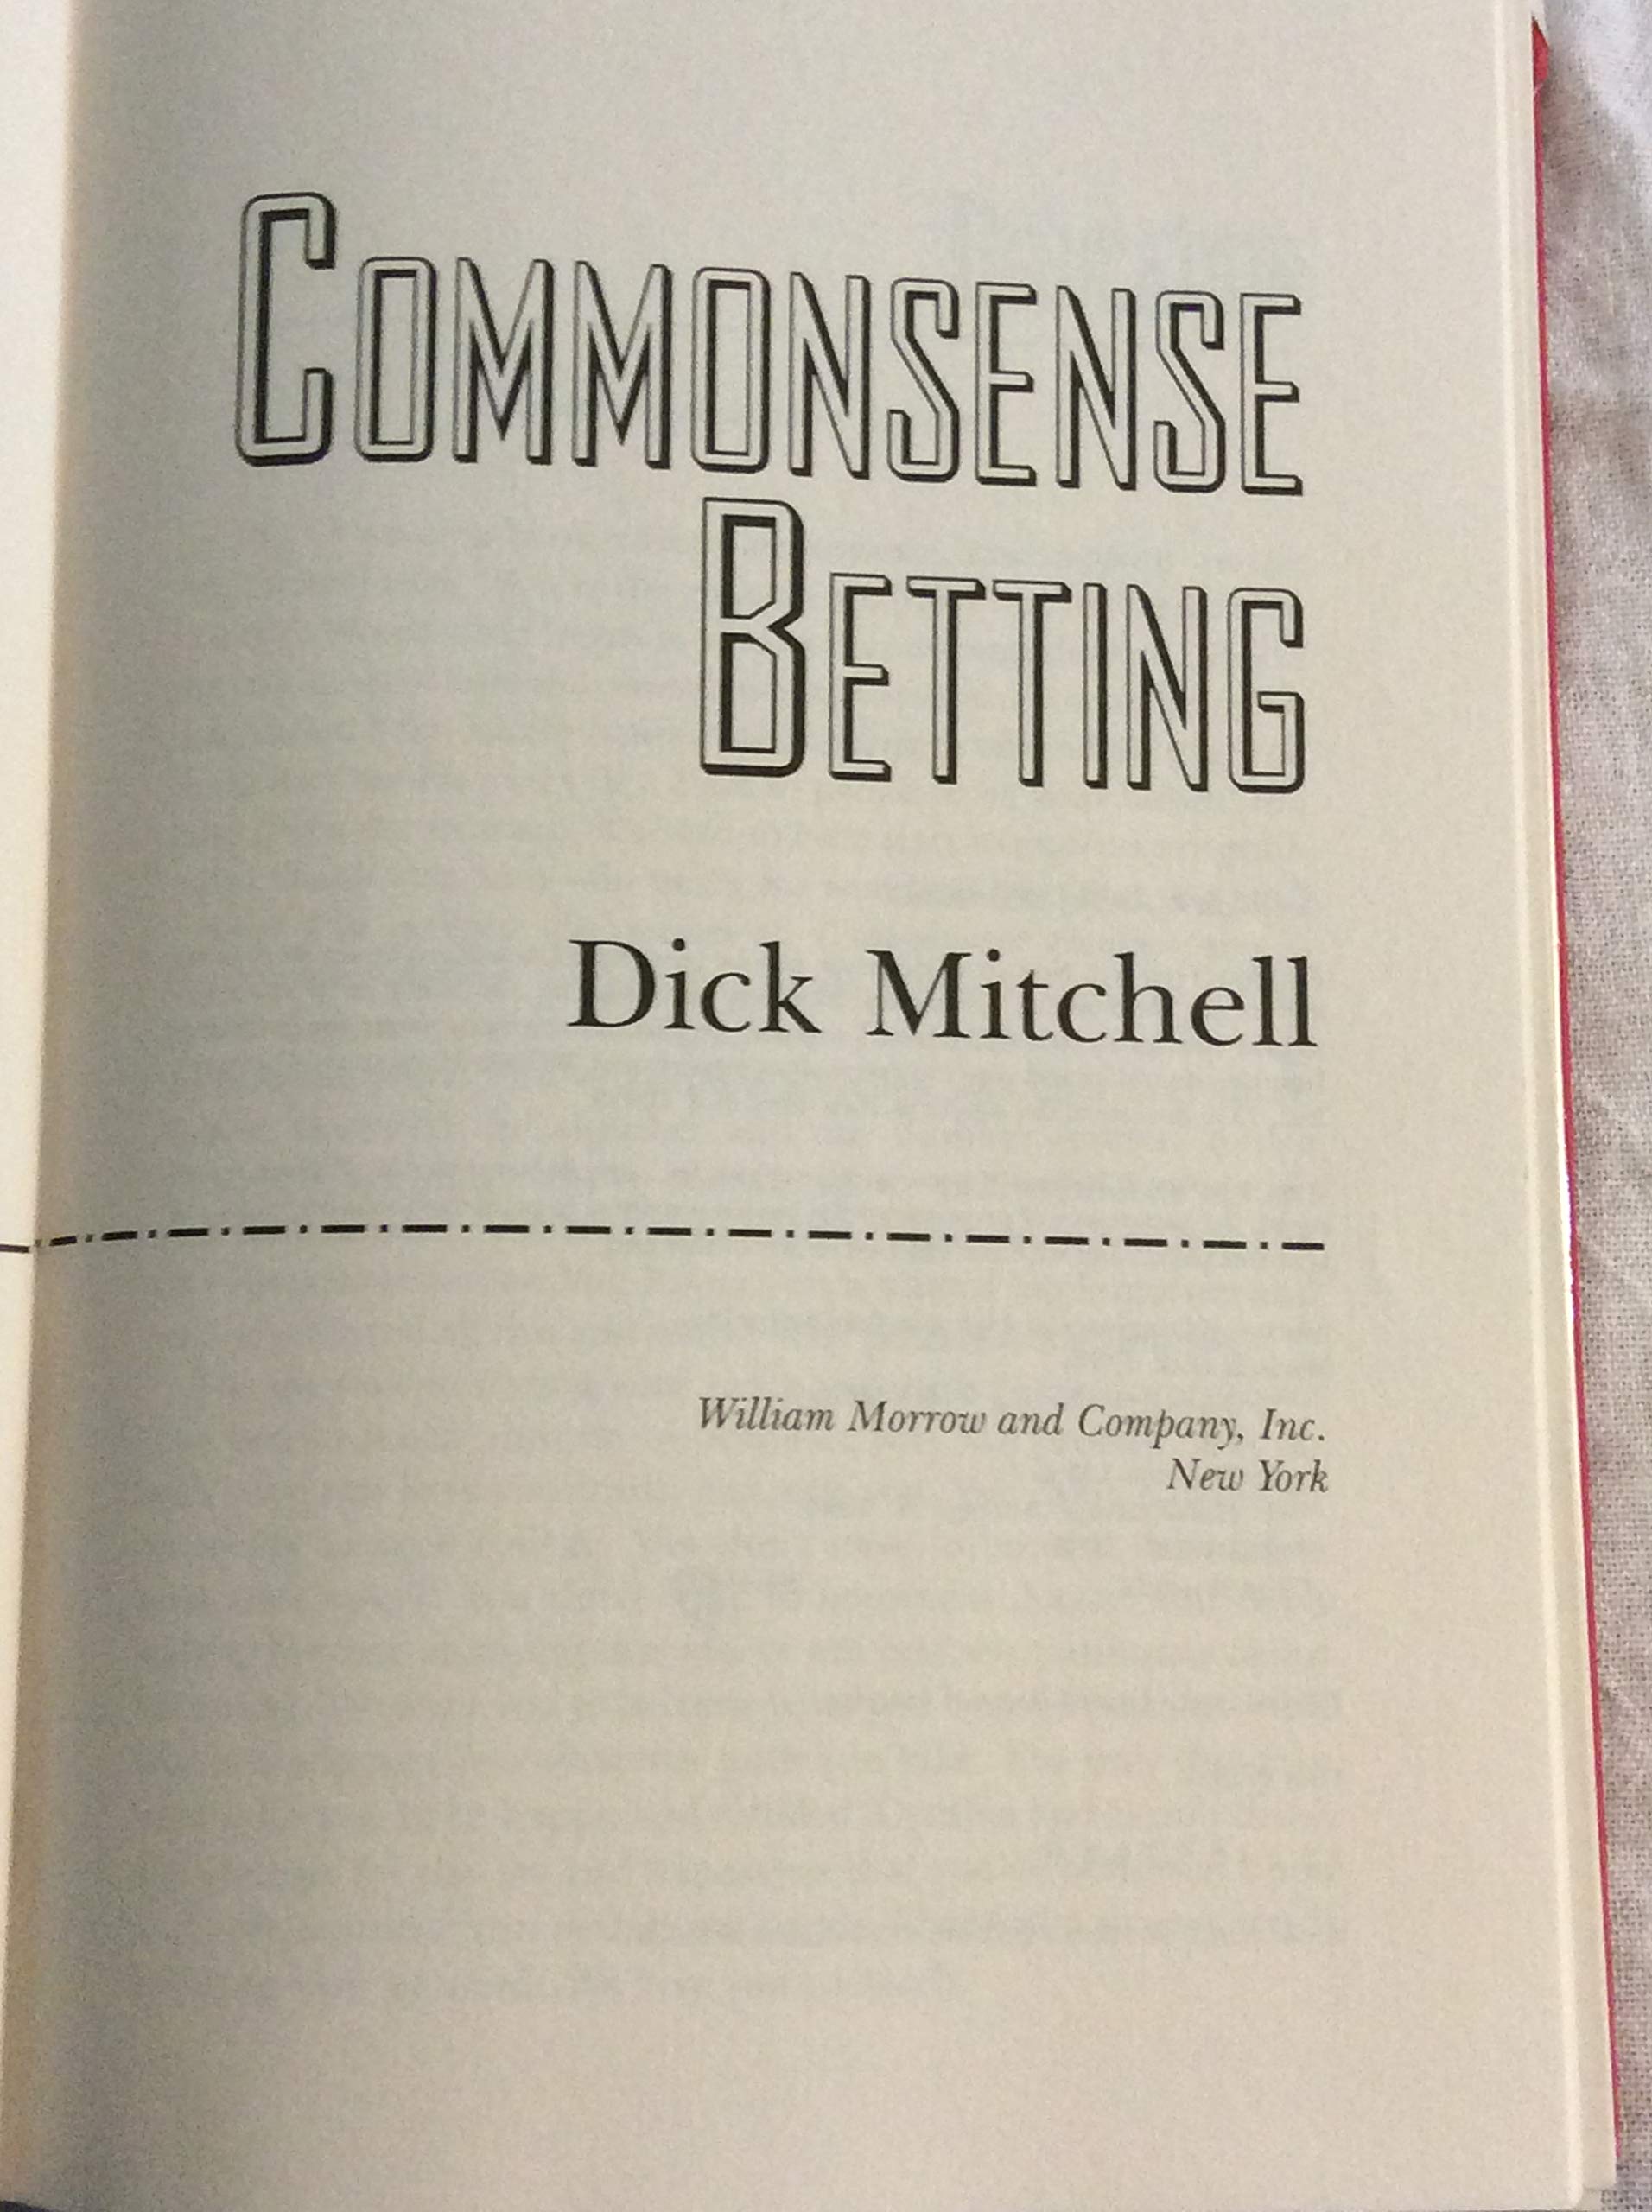 COMMONSENSE
BETTING
Dick Mitchell
William Morrow and Company, Inc.
New York